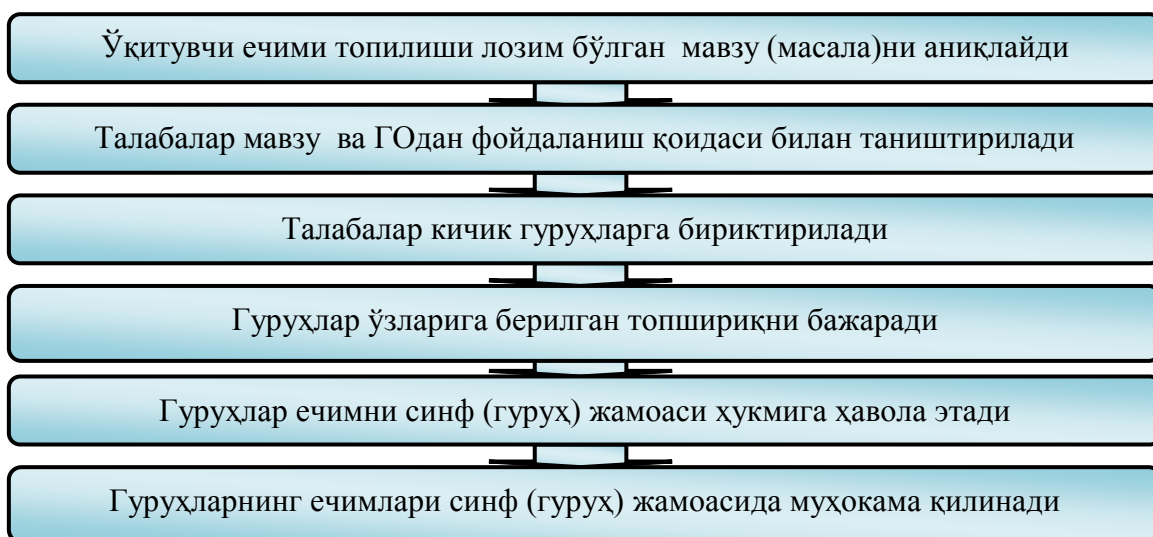 Ўқитувчи ечими топилиши лозим бўлган мавзу (масала)ни аниқлайди
Талабалар мавзу ва ГОдан фойдаланиш қоидаси билан таништирилади
Талабалар кичик гуруҳларга бириктирилади
Гуруҳлар ўзларига берилган топшириқни бажаради
Гуруҳлар ечимни синф (гуруҳ) жамоаси ҳукмига ҳавола этади
Гуруҳларнинг ечимлари синф (гуруҳ) жамоасида муҳокама қилинади